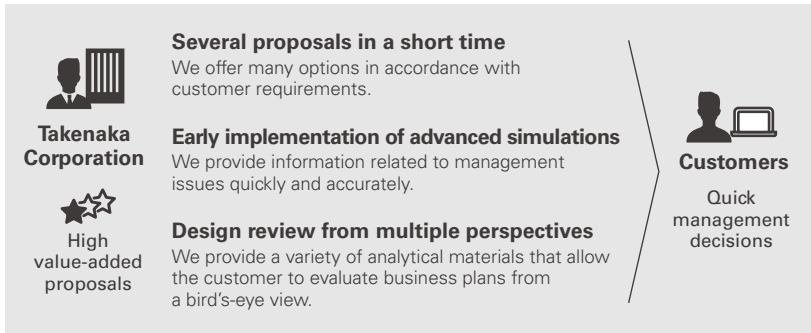 Takenaka
Corporation
High
value-added
proposals
Several proposals in a short time
We offer many options in accordance with
customer requirements.
Early implementation of advanced simulations
We provide information related to management
issues quickly and accurately.
Design review from multiple perspectives
We provide a variety of analytical materials that allow
the customer to evaluate business plans from
a bird's-eye view.
Customers
Quick
management
decisions